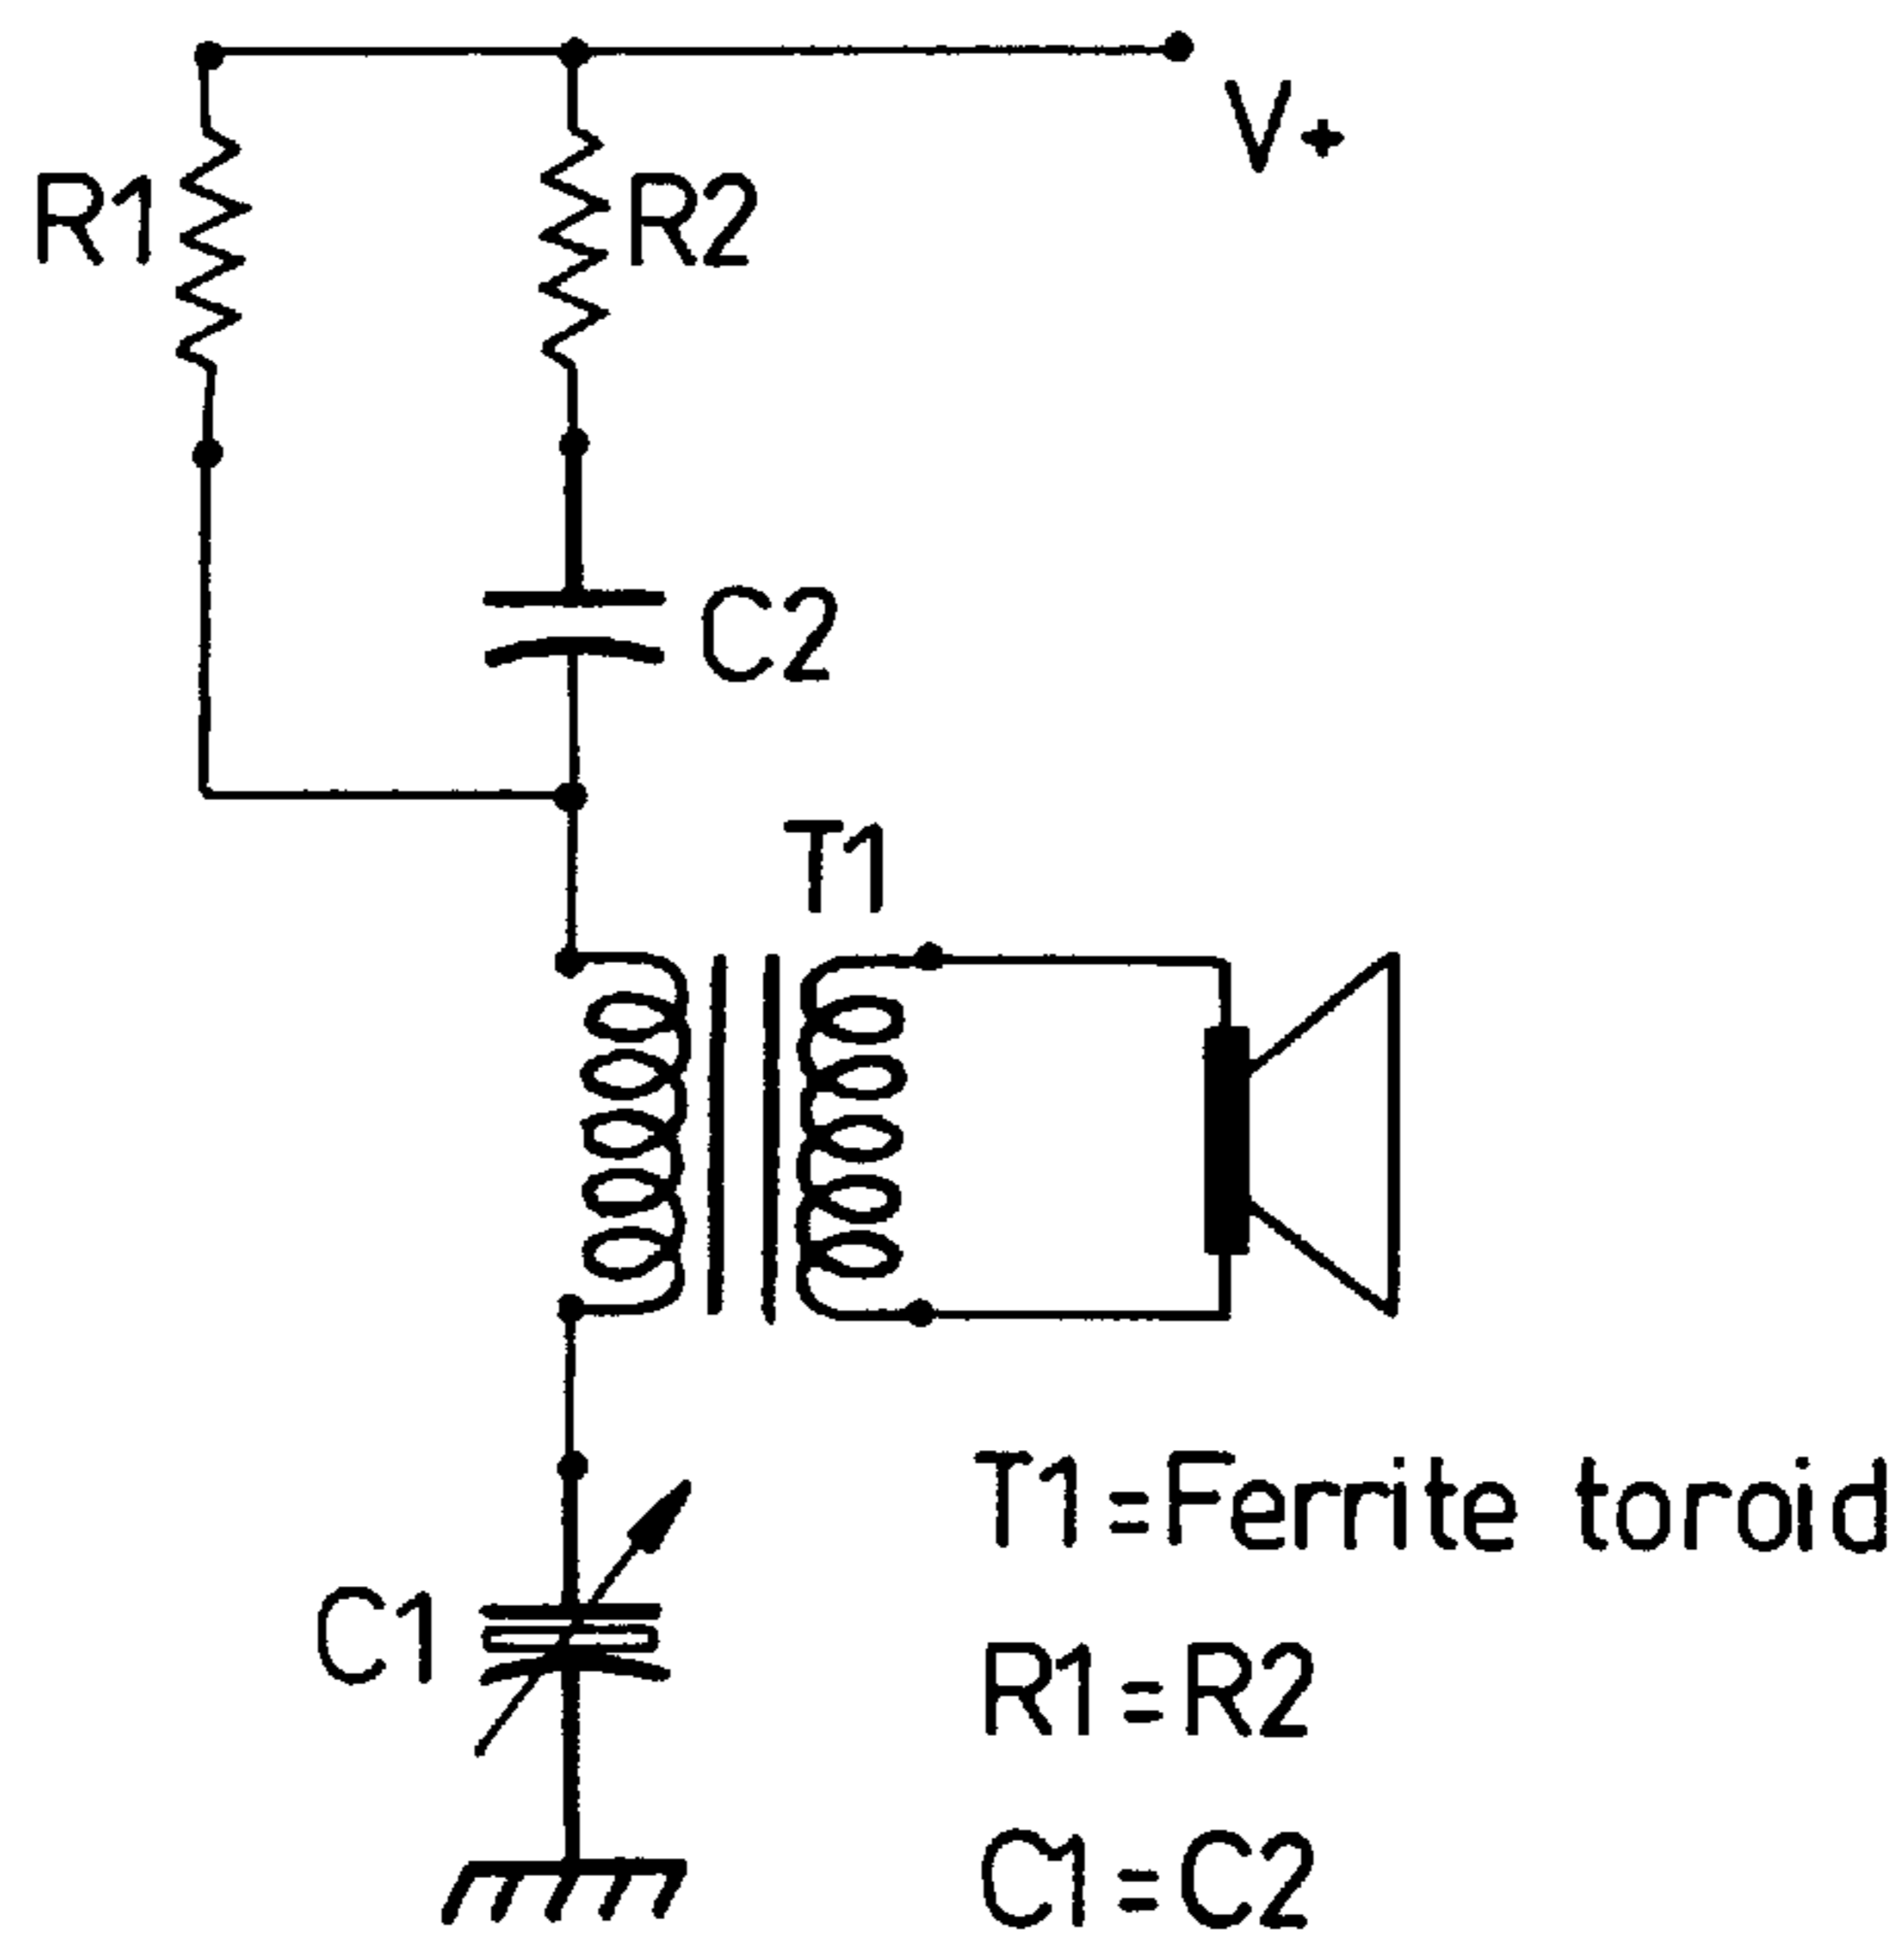 V+
R1
R2
C2
T1
T1=Ferrite toroid
C1
R1=R2
C1=C2